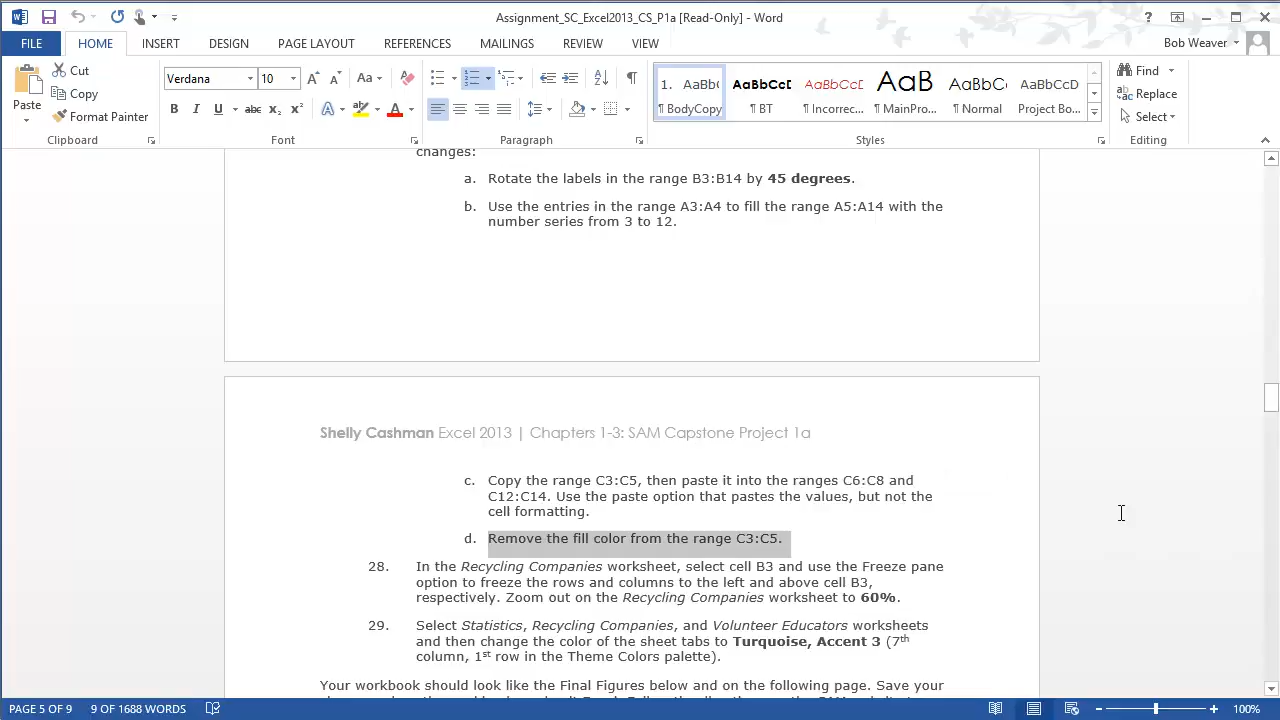 Assignment_SC_Excel2013_CS_P1a [Read-Only] - Word
FILE HOME INSERT DESIGN PAGE LAYOUT REFERENCES MAILINGS REVIEW VIEW Bob Weaver
Paste Cut Copy Format Painter Clipboard
Verdana 10 Aa B I U abc x₂ x² A A Font
Paragraph
1. AaBb( AaBbCcD AaBbCcD AaB AaBbC( AaBbCcD
¶ BodyCopy ¶ BT ¶ Incorrec... ¶ MainPro... ¶ Normal Project Bo...
Styles
Find
Replace
Select
Editing
changes:
a. Rotate the labels in the range B3:B14 by 45 degrees.
b. Use the entries in the range A3:A4 to fill the range A5:A14 with the
number series from 3 to 12.
Shelly Cashman Excel 2013 | Chapters 1-3: SAM Capstone Project 1a
c. Copy the range C3:C5, then paste it into the ranges C6:C8 and
C12:C14. Use the paste option that pastes the values, but not the
cell formatting.
d. Remove the fill color from the range C3:C5.
28. In the Recycling Companies worksheet, select cell B3 and use the Freeze pane
option to freeze the rows and columns to the left and above cell B3,
respectively. Zoom out on the Recycling Companies worksheet to 60%.
29. Select Statistics, Recycling Companies, and Volunteer Educators worksheets
and then change the color of the sheet tabs to Turquoise, Accent 3 (7th
column, 1st row in the Theme Colors palette).
Your workbook should look like the Final Figures below and on the following page. Save your
PAGE 5 OF 9 9 OF 1688 WORDS 100%